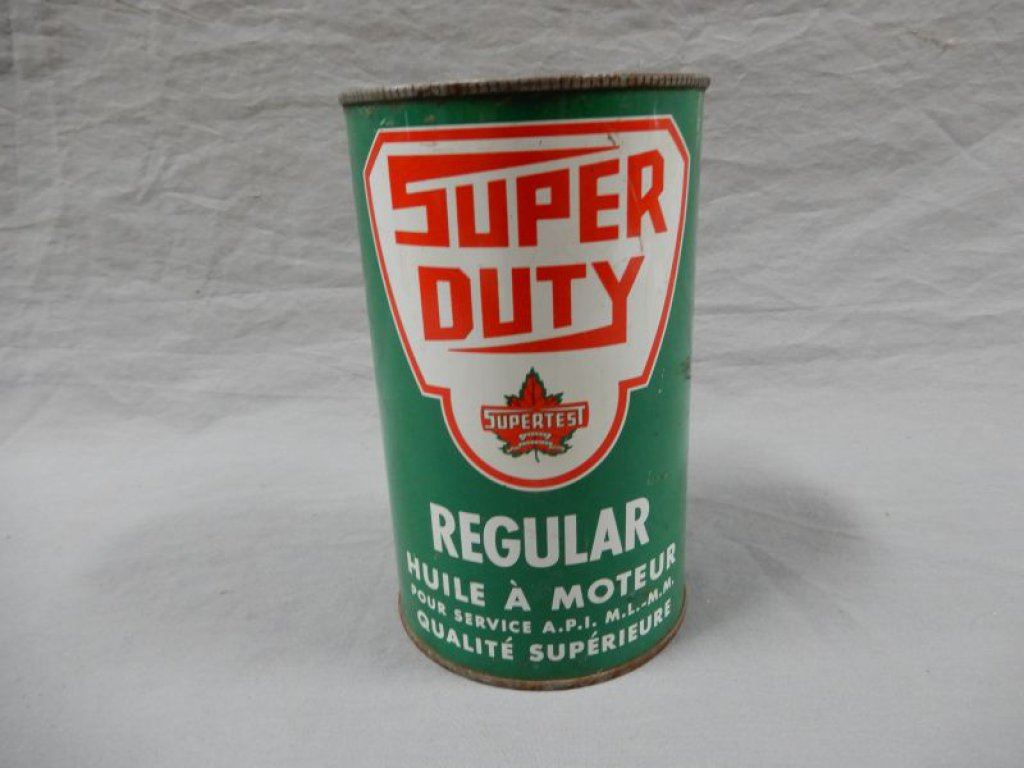 SUPER
DUTY
SUPERTEST
REGULAR
HUILE À MOTEUR
POUR SERVICE A.P.I. M.L.-M.M.
QUALITÉ SUPÉRIEURE